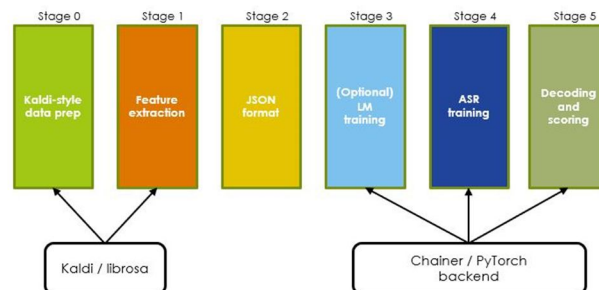 Stage 0
Stage 1
Stage 2
Stage 3
Stage 4
Stage 5
Kaldi-style
data prep
Feature
extraction
JSON
format
(Optional)
LM
training
ASR
training
Decoding
and
scoring
Kaldi / librosa
Chainer / PyTorch
backend